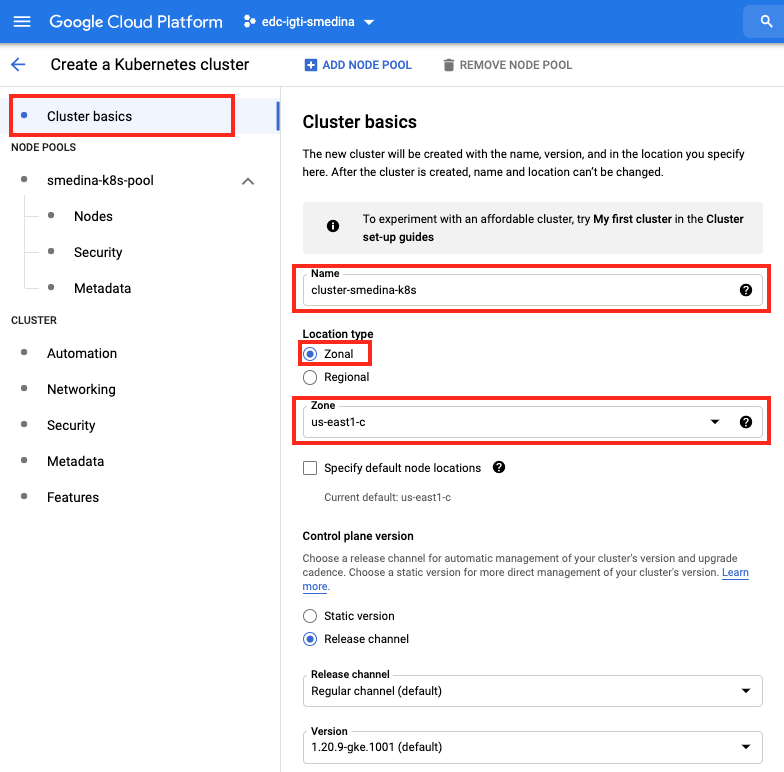 Google Cloud Platform
edc-igti-smedina
Create a Kubernetes cluster
ADD NODE POOL
REMOVE NODE POOL
Cluster basics
NODE POOLS
smedina-k8s-pool
Nodes
Security
Metadata
CLUSTER
Automation
Networking
Security
Metadata
Features
Cluster basics
The new cluster will be created with the name, version, and in the location you specify
here. After the cluster is created, name and location can't be changed.
To experiment with an affordable cluster, try My first cluster in the Cluster
set-up guides
Name
cluster-smedina-k8s
Location type
Zonal
Regional
Zone
us-east1-c
Specify default node locations
Current default: us-east1-c
Control plane version
Choose a release channel for automatic management of your cluster's version and upgrade
cadence. Choose a static version for more direct management of your cluster's version. Learn
more.
Static version
Release channel
Release channel
Regular channel (default)
Version
1.20.9-gke.1001 (default)